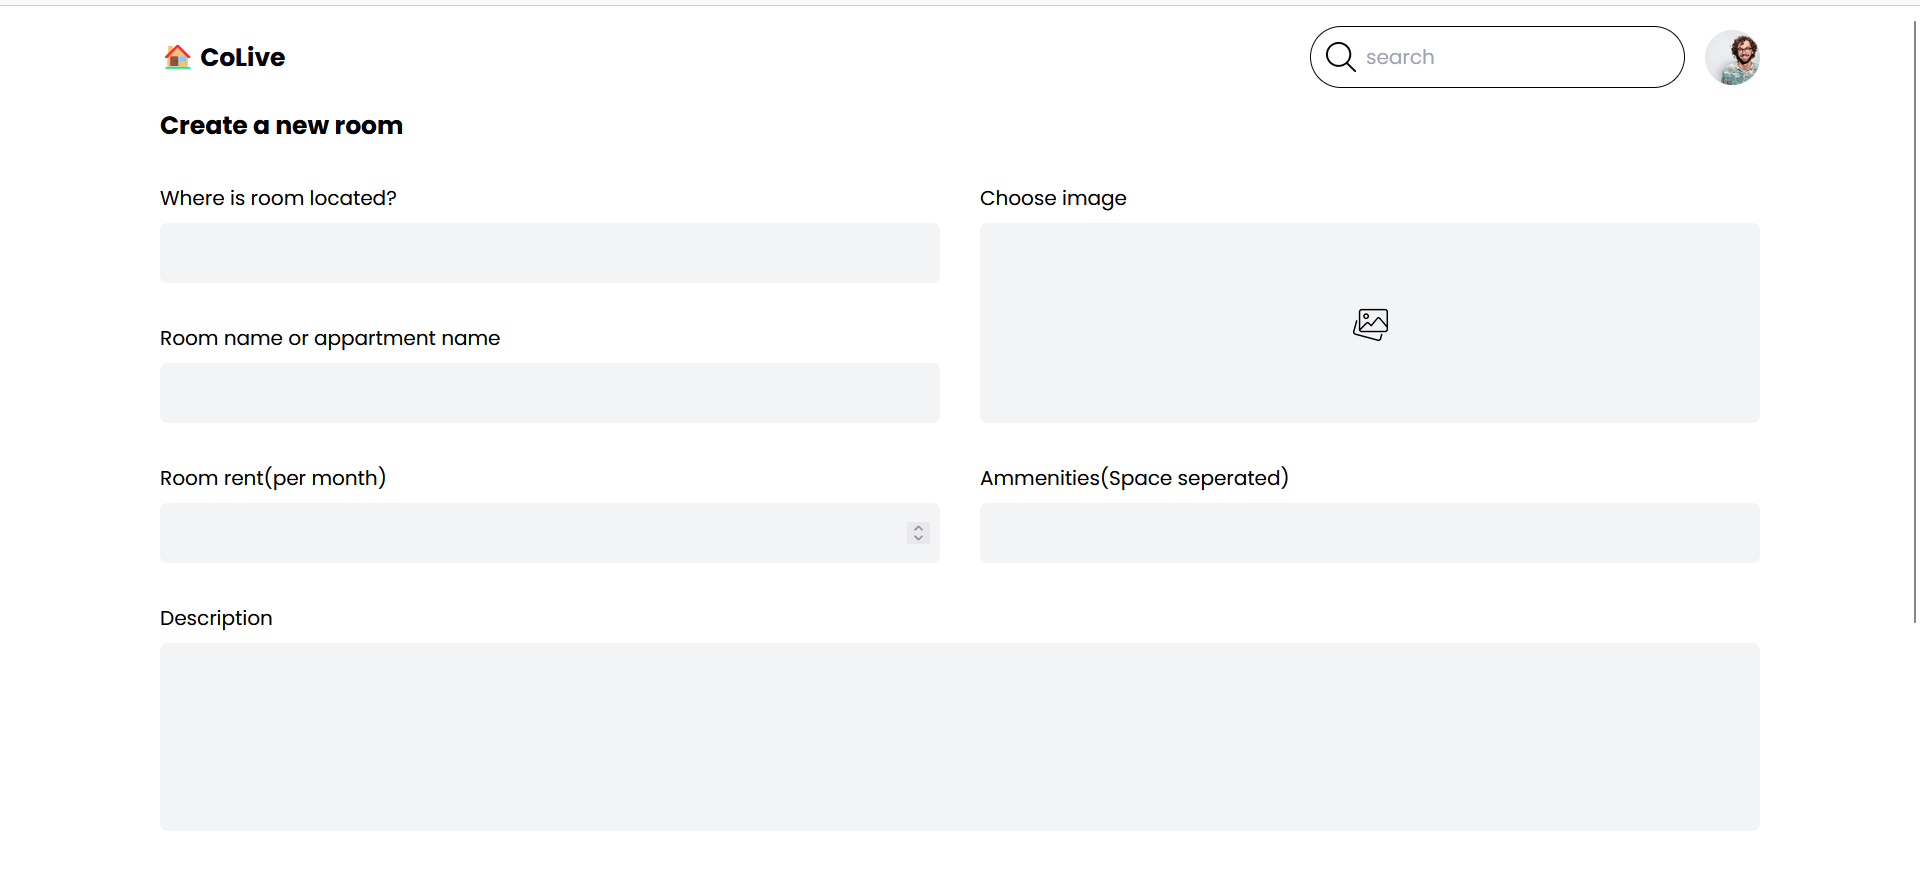 CoLive
search
Create a new room
Where is room located?
Choose image
Room name or appartment name
Room rent(per month)
Ammenities(Space seperated)
Description